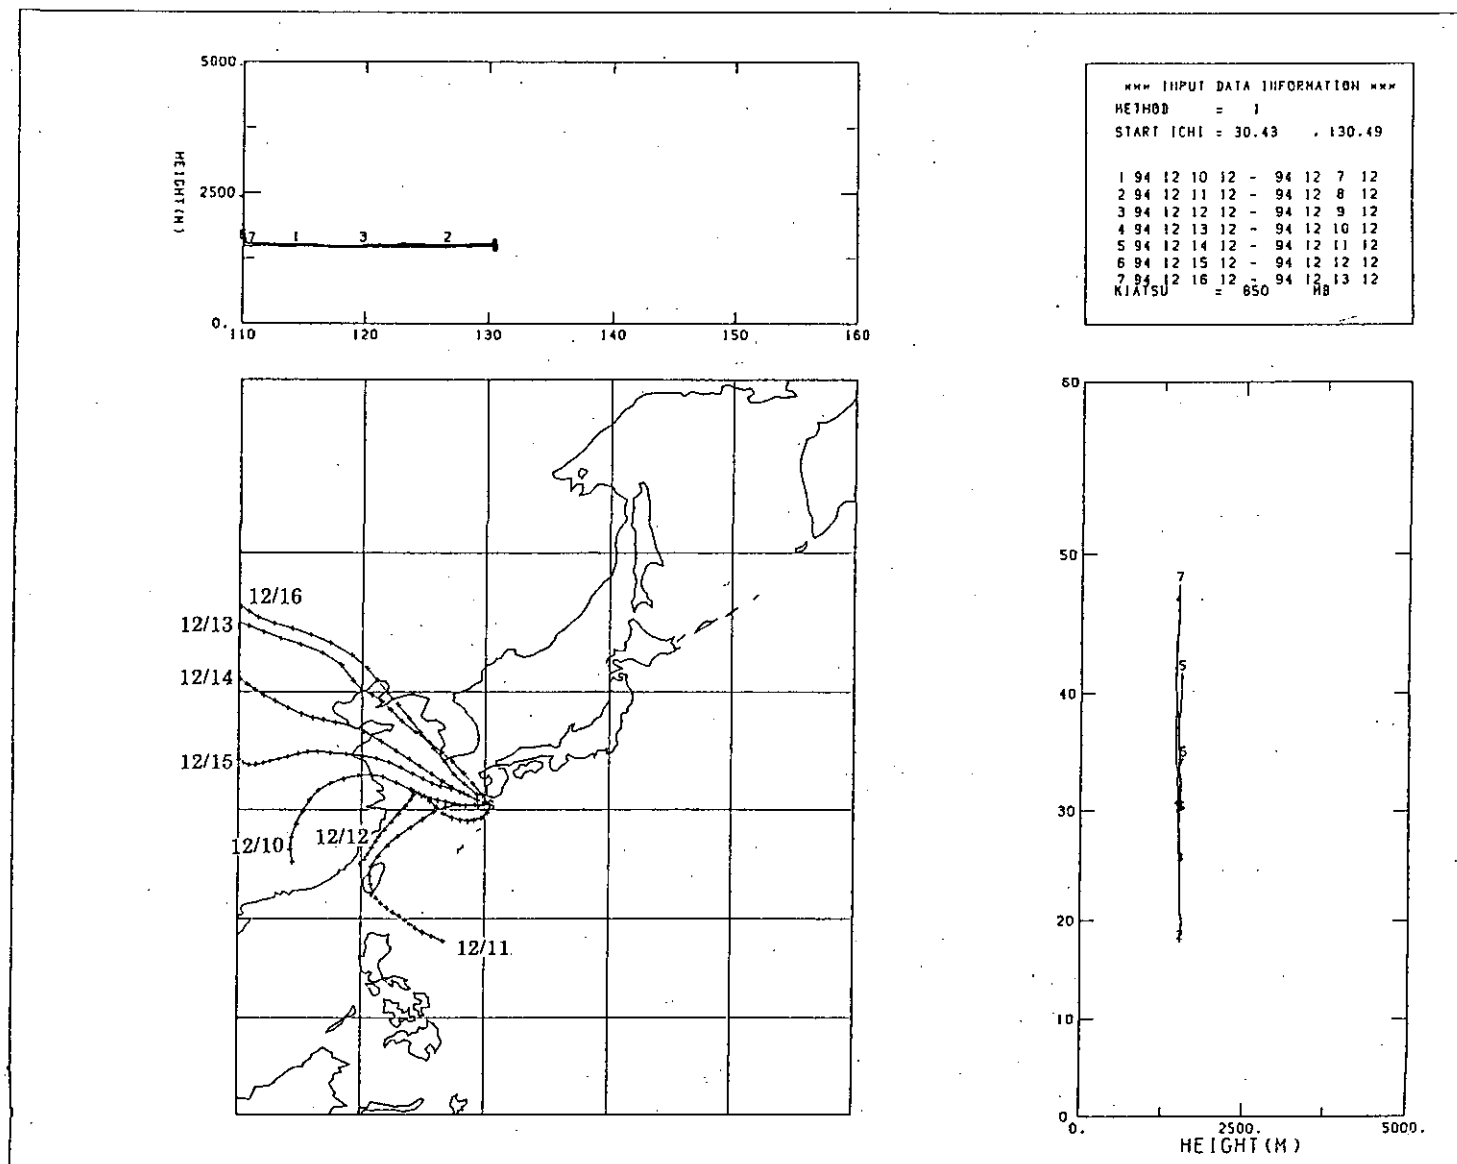 5000.
2500
0.
HEIGHT(M)
7 1 3 2
110 120 130 140 150 160
*** INPUT DATA INFORMATION ***
METHOD = 1
START ICHI = 30.43 , 130.49
1 94 12 10 12 - 94 12 7 12
2 94 12 11 12 - 94 12 8 12
3 94 12 12 12 - 94 12 9 12
4 94 12 13 12 - 94 12 10 12
5 94 12 14 12 - 94 12 11 12
6 94 12 15 12 - 94 12 12 12
7 94 12 16 12 - 94 12 13 12
KIATSU = 850 MB
12/16
12/13
12/14
12/15
12/10
12/12
12/11
60
50
40
30
20
10
0
7
5
5
2
0. 2500. 5000.
HEIGHT(M)